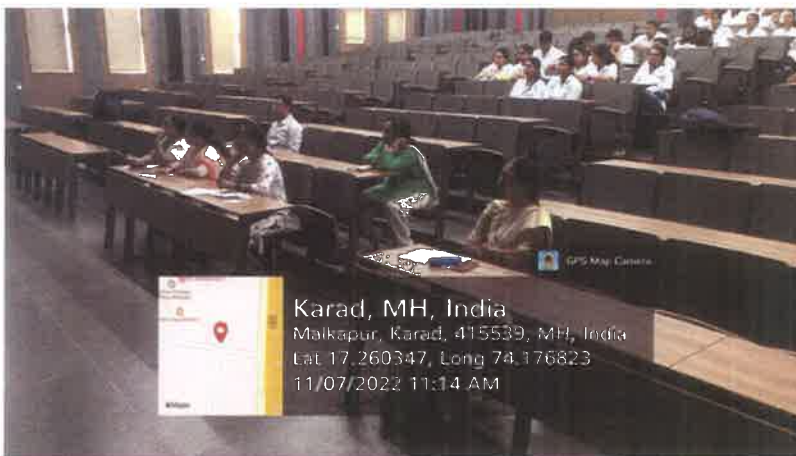 GPS Map Camera
Karad, MH, India
Malkapur, Karad, 415539, MH, India
Lat 17.260347, Long 74.176823
11/07/2022 11:14 AM